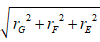 √(r_G² + r_F² + r_E²)